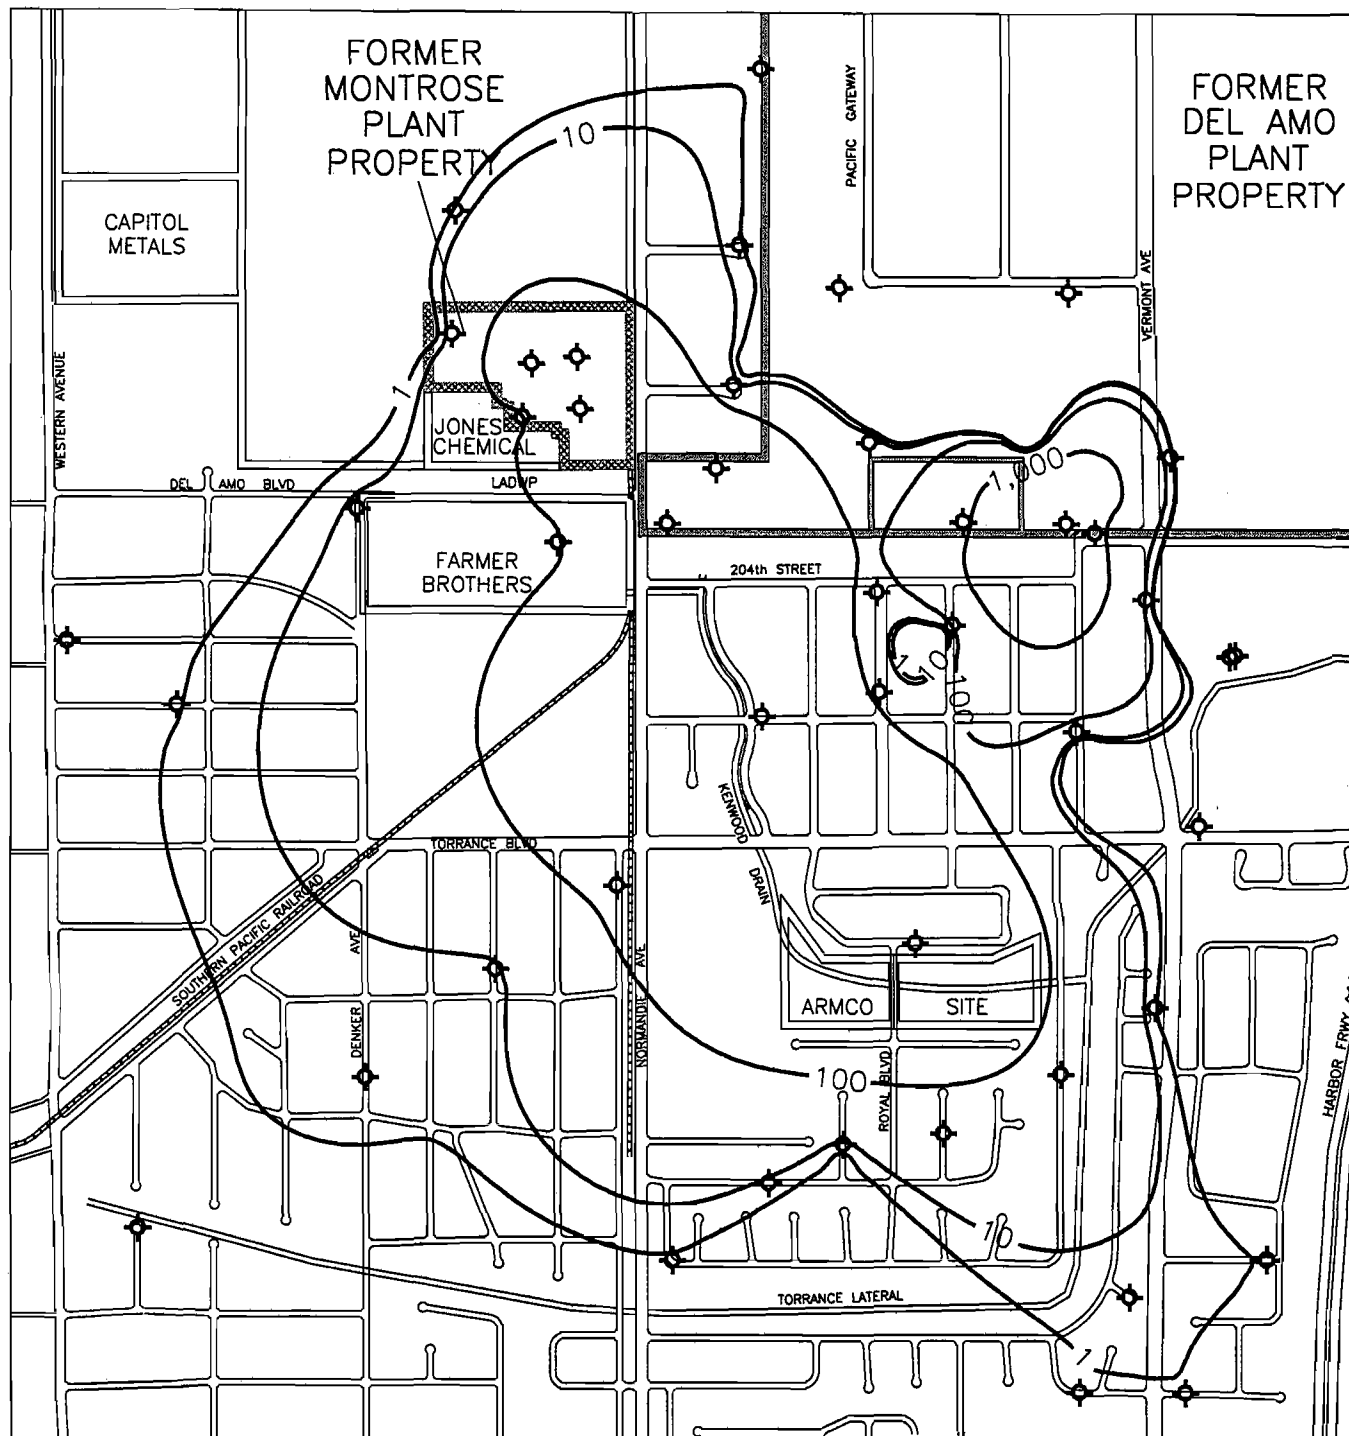 FORMER
MONTROSE
PLANT
PROPERTY
PACIFIC GATEWAY
FORMER
DEL AMO
PLANT
PROPERTY
10
CAPITOL
METALS
VERMONT AVE
WESTERN AVENUE
1
JONES
CHEMICAL
1,000
DEL AMO BLVD
LADWP
FARMER
BROTHERS
204th STREET
1
10
100
KENWOOD
DRAIN
TORRANCE BLVD
SOUTHERN PACIFIC RAILROAD
DENKER AVE
NORMANDIE AVE
ARMCO SITE
HARBOR FRWY
100
ROYAL BLVD
10
TORRANCE LATERAL
1